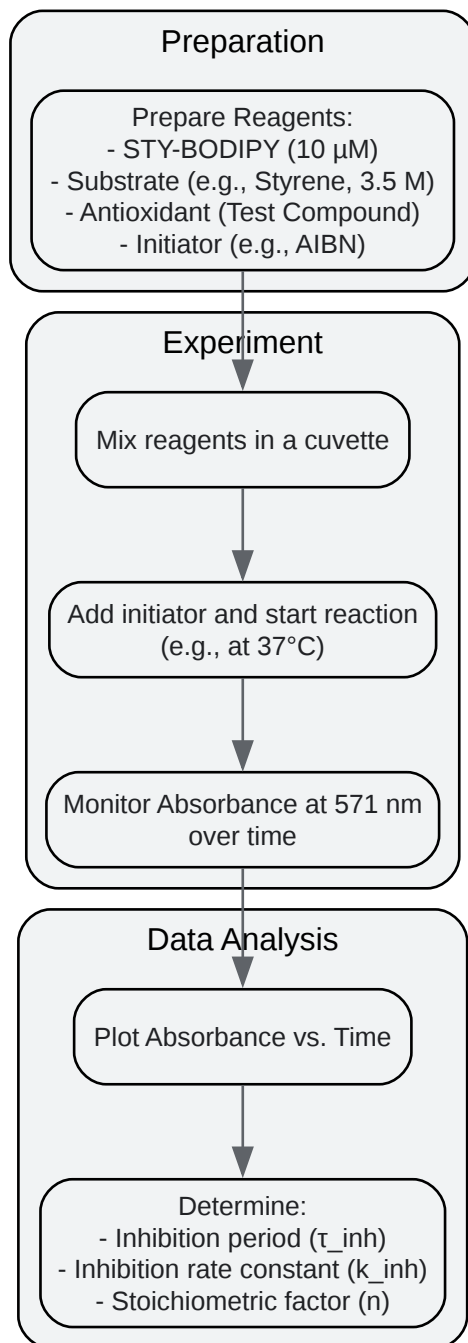 Preparation
Prepare Reagents:
- STY-BODIPY (10 µM)
- Substrate (e.g., Styrene, 3.5 M)
- Antioxidant (Test Compound)
- Initiator (e.g., AIBN)
Experiment
Mix reagents in a cuvette
Add initiator and start reaction
(e.g., at 37°C)
Monitor Absorbance at 571 nm
over time
Data Analysis
Plot Absorbance vs. Time
Determine:
- Inhibition period (τ_inh)
- Inhibition rate constant (k_inh)
- Stoichiometric factor (n)